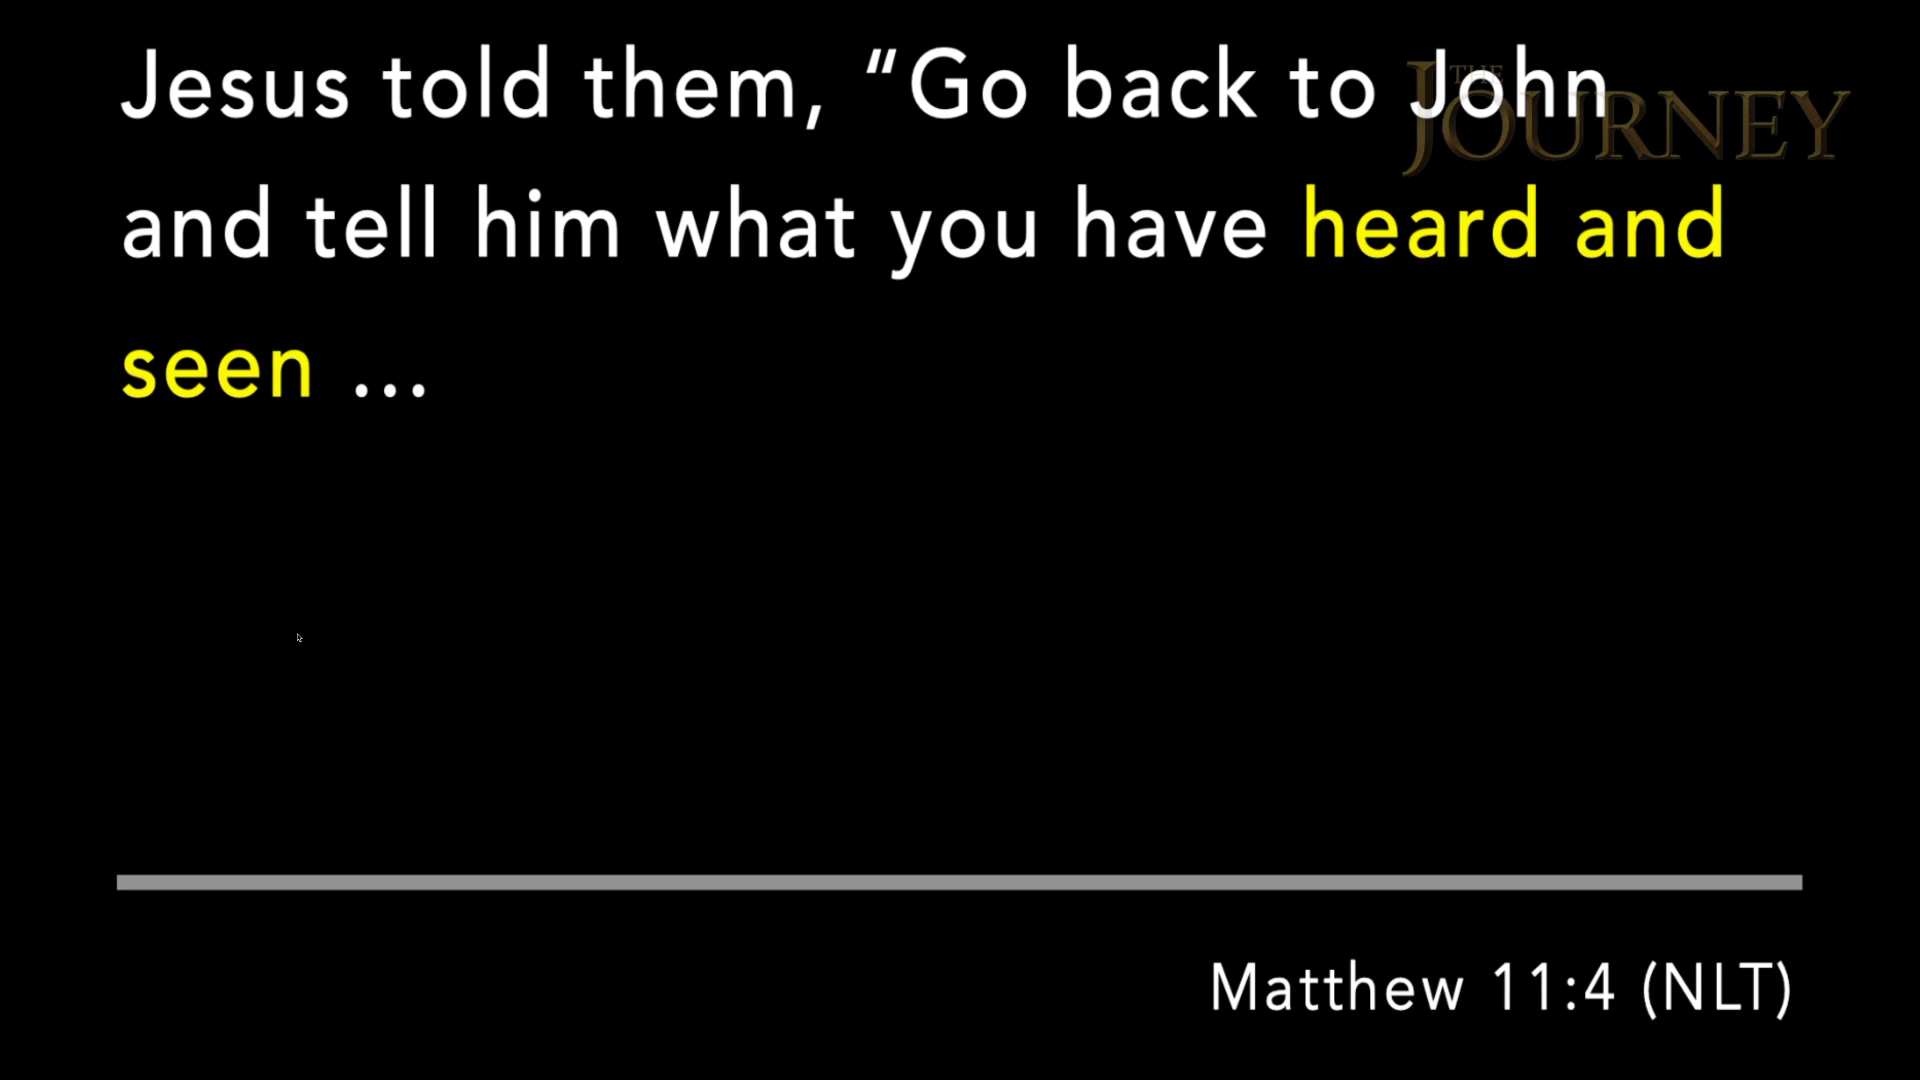 Jesus told them, “Go back to John
THE
JOURNEY
and tell him what you have heard and
seen ...
Matthew 11:4 (NLT)